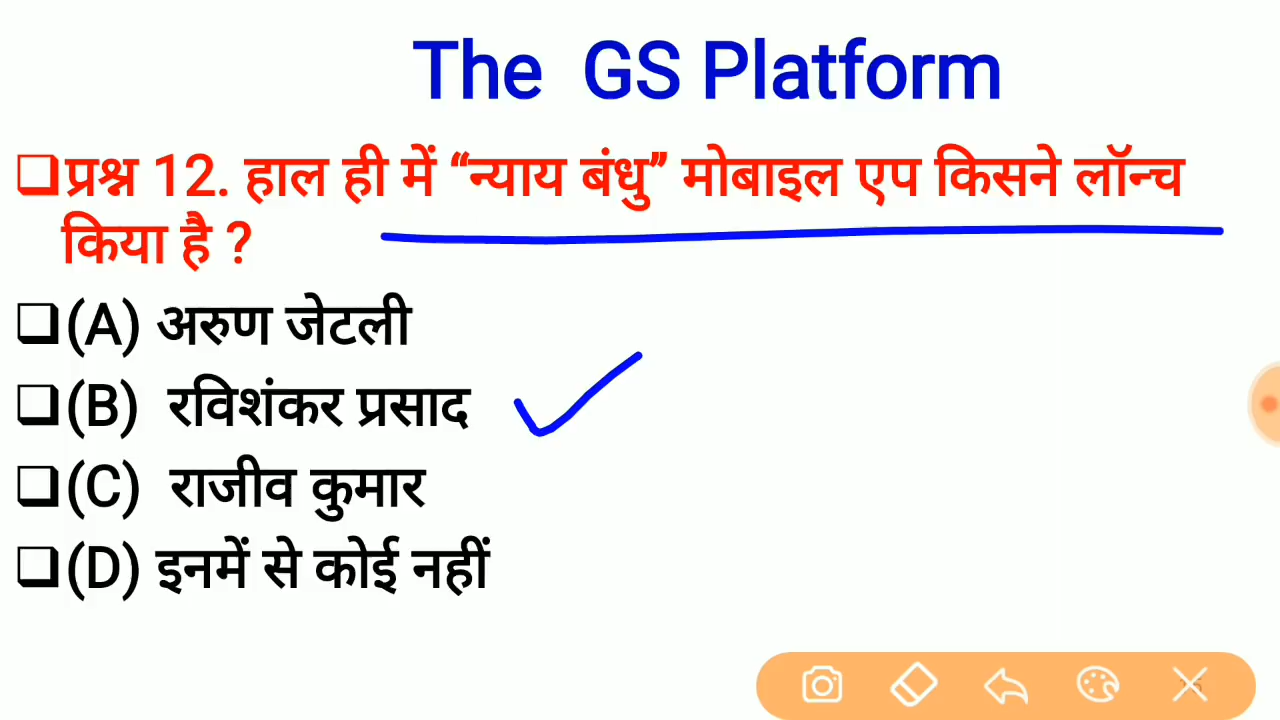 The GS Platform
❑प्रश्न 12. हाल ही में “न्याय बंधु” मोबाइल एप किसने लॉन्च
किया है ?
❑(A) अरुण जेटली
❑(B) रविशंकर प्रसाद
❑(C) राजीव कुमार
❑(D) इनमें से कोई नहीं